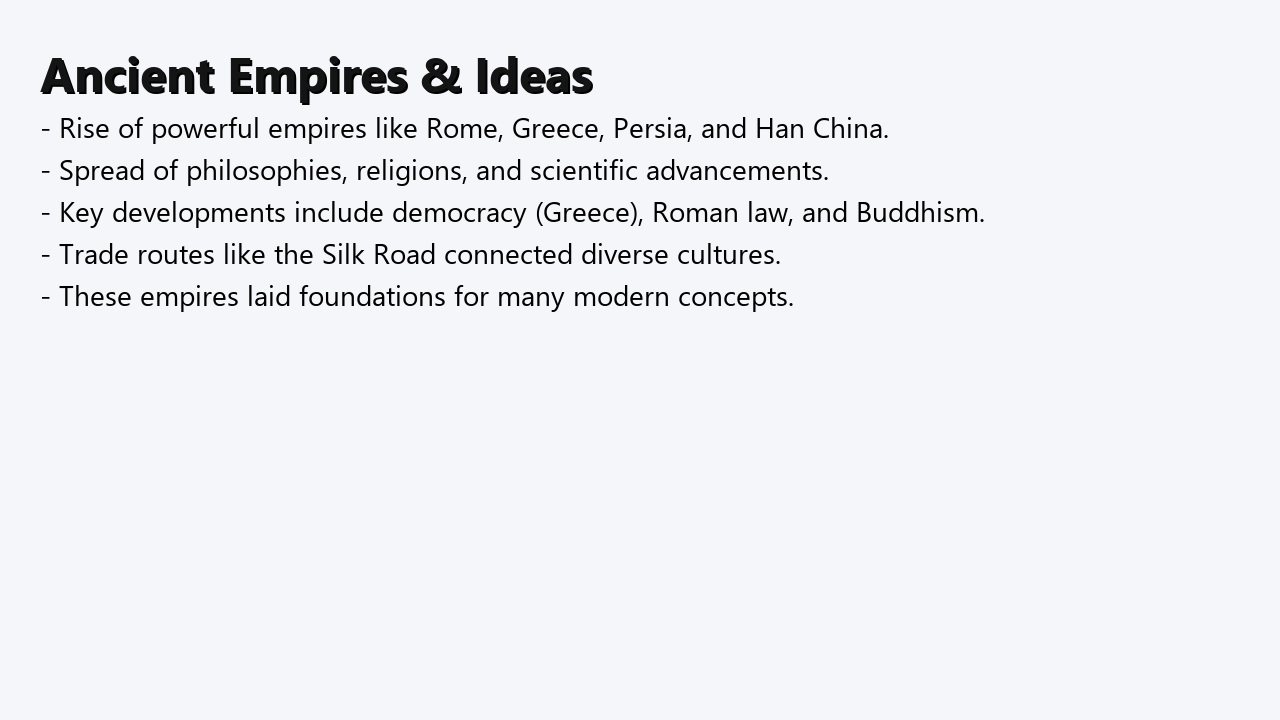 Ancient Empires & Ideas
- Rise of powerful empires like Rome, Greece, Persia, and Han China.
- Spread of philosophies, religions, and scientific advancements.
- Key developments include democracy (Greece), Roman law, and Buddhism.
- Trade routes like the Silk Road connected diverse cultures.
- These empires laid foundations for many modern concepts.